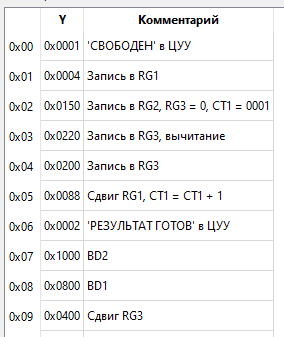 Y Комментарий
0x00 0x0001 'СВОБОДЕН' в ЦУУ
0x01 0x0004 Запись в RG1
0x02 0x0150 Запись в RG2, RG3 = 0, CT1 = 0001
0x03 0x0220 Запись в RG3, вычитание
0x04 0x0200 Запись в RG3
0x05 0x0088 Сдвиг RG1, CT1 = CT1 + 1
0x06 0x0002 'РЕЗУЛЬТАТ ГОТОВ' в ЦУУ
0x07 0x1000 BD2
0x08 0x0800 BD1
0x09 0x0400 Сдвиг RG3